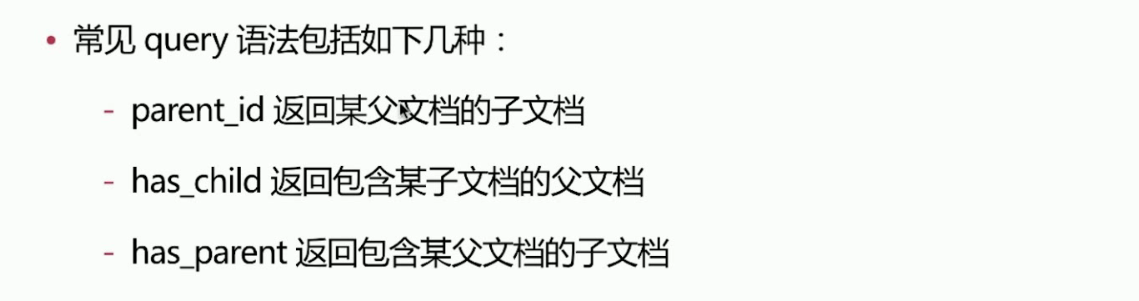 • 常见 query 语法包括如下几种：
- parent_id 返回某父文档的子文档
- has_child 返回包含某子文档的父文档
- has_parent 返回包含某父文档的子文档